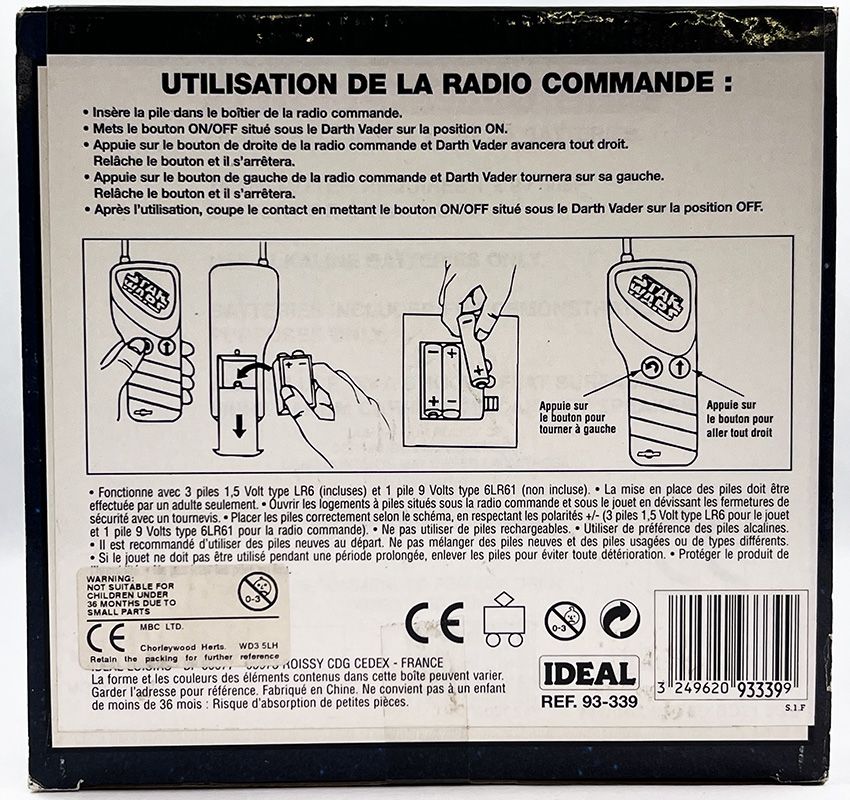 UTILISATION DE LA RADIO COMMANDE :
• Insère la pile dans le boîtier de la radio commande.
• Mets le bouton ON/OFF situé sous le Darth Vader sur la position ON.
• Appuie sur le bouton de droite de la radio commande et Darth Vader avancera tout droit.
Relâche le bouton et il s'arrêtera.
• Appuie sur le bouton de gauche de la radio commande et Darth Vader tournera sur sa gauche.
Relâche le bouton et il s'arrêtera.
• Après l'utilisation, coupe le contact en mettant le bouton ON/OFF situé sous le Darth Vader sur la position OFF.
STAR
WARS
STAR
WARS
Appuie sur
le bouton pour
tourner à gauche
Appuie sur
le bouton pour
aller tout droit
• Fonctionne avec 3 piles 1,5 Volt type LR6 (incluses) et 1 pile 9 Volts type 6LR61 (non incluse). • La mise en place des piles doit être
effectuée par un adulte seulement. • Ouvrir les logements à piles situés sous la radio commande et sous le jouet en dévissant les fermetures de
sécurité avec un tournevis. • Placer les piles correctement selon le schéma, en respectant les polarités +/- (3 piles 1,5 Volt type LR6 pour le jouet
et 1 pile 9 Volts type 6LR61 pour la radio commande). • Ne pas utiliser de piles rechargeables. • Utiliser de préférence des piles alcalines.
• Il est recommandé d'utiliser des piles neuves au départ. Ne pas mélanger des piles neuves et des piles usagées ou de types différents.
• Si le jouet ne doit pas être utilisé pendant une période prolongée, enlever les piles pour éviter toute détérioration. • Protéger le produit de
WARNING:
NOT SUITABLE FOR
CHILDREN UNDER
36 MONTHS DUE TO
SMALL PARTS
0-3
CE
MBC LTD.
Chorleywood Herts. WD3 5LH
Retain the packing for further reference
CE
0-3
ROISSY CDG CEDEX - FRANCE
La forme et les couleurs des éléments contenus dans cette boîte peuvent varier.
Garder l'adresse pour référence. Fabriqué en Chine. Ne convient pas à un enfant
de moins de 36 mois : Risque d'absorption de petites pièces.
IDEAL
REF. 93-339
3 249620 933399
S.I.F